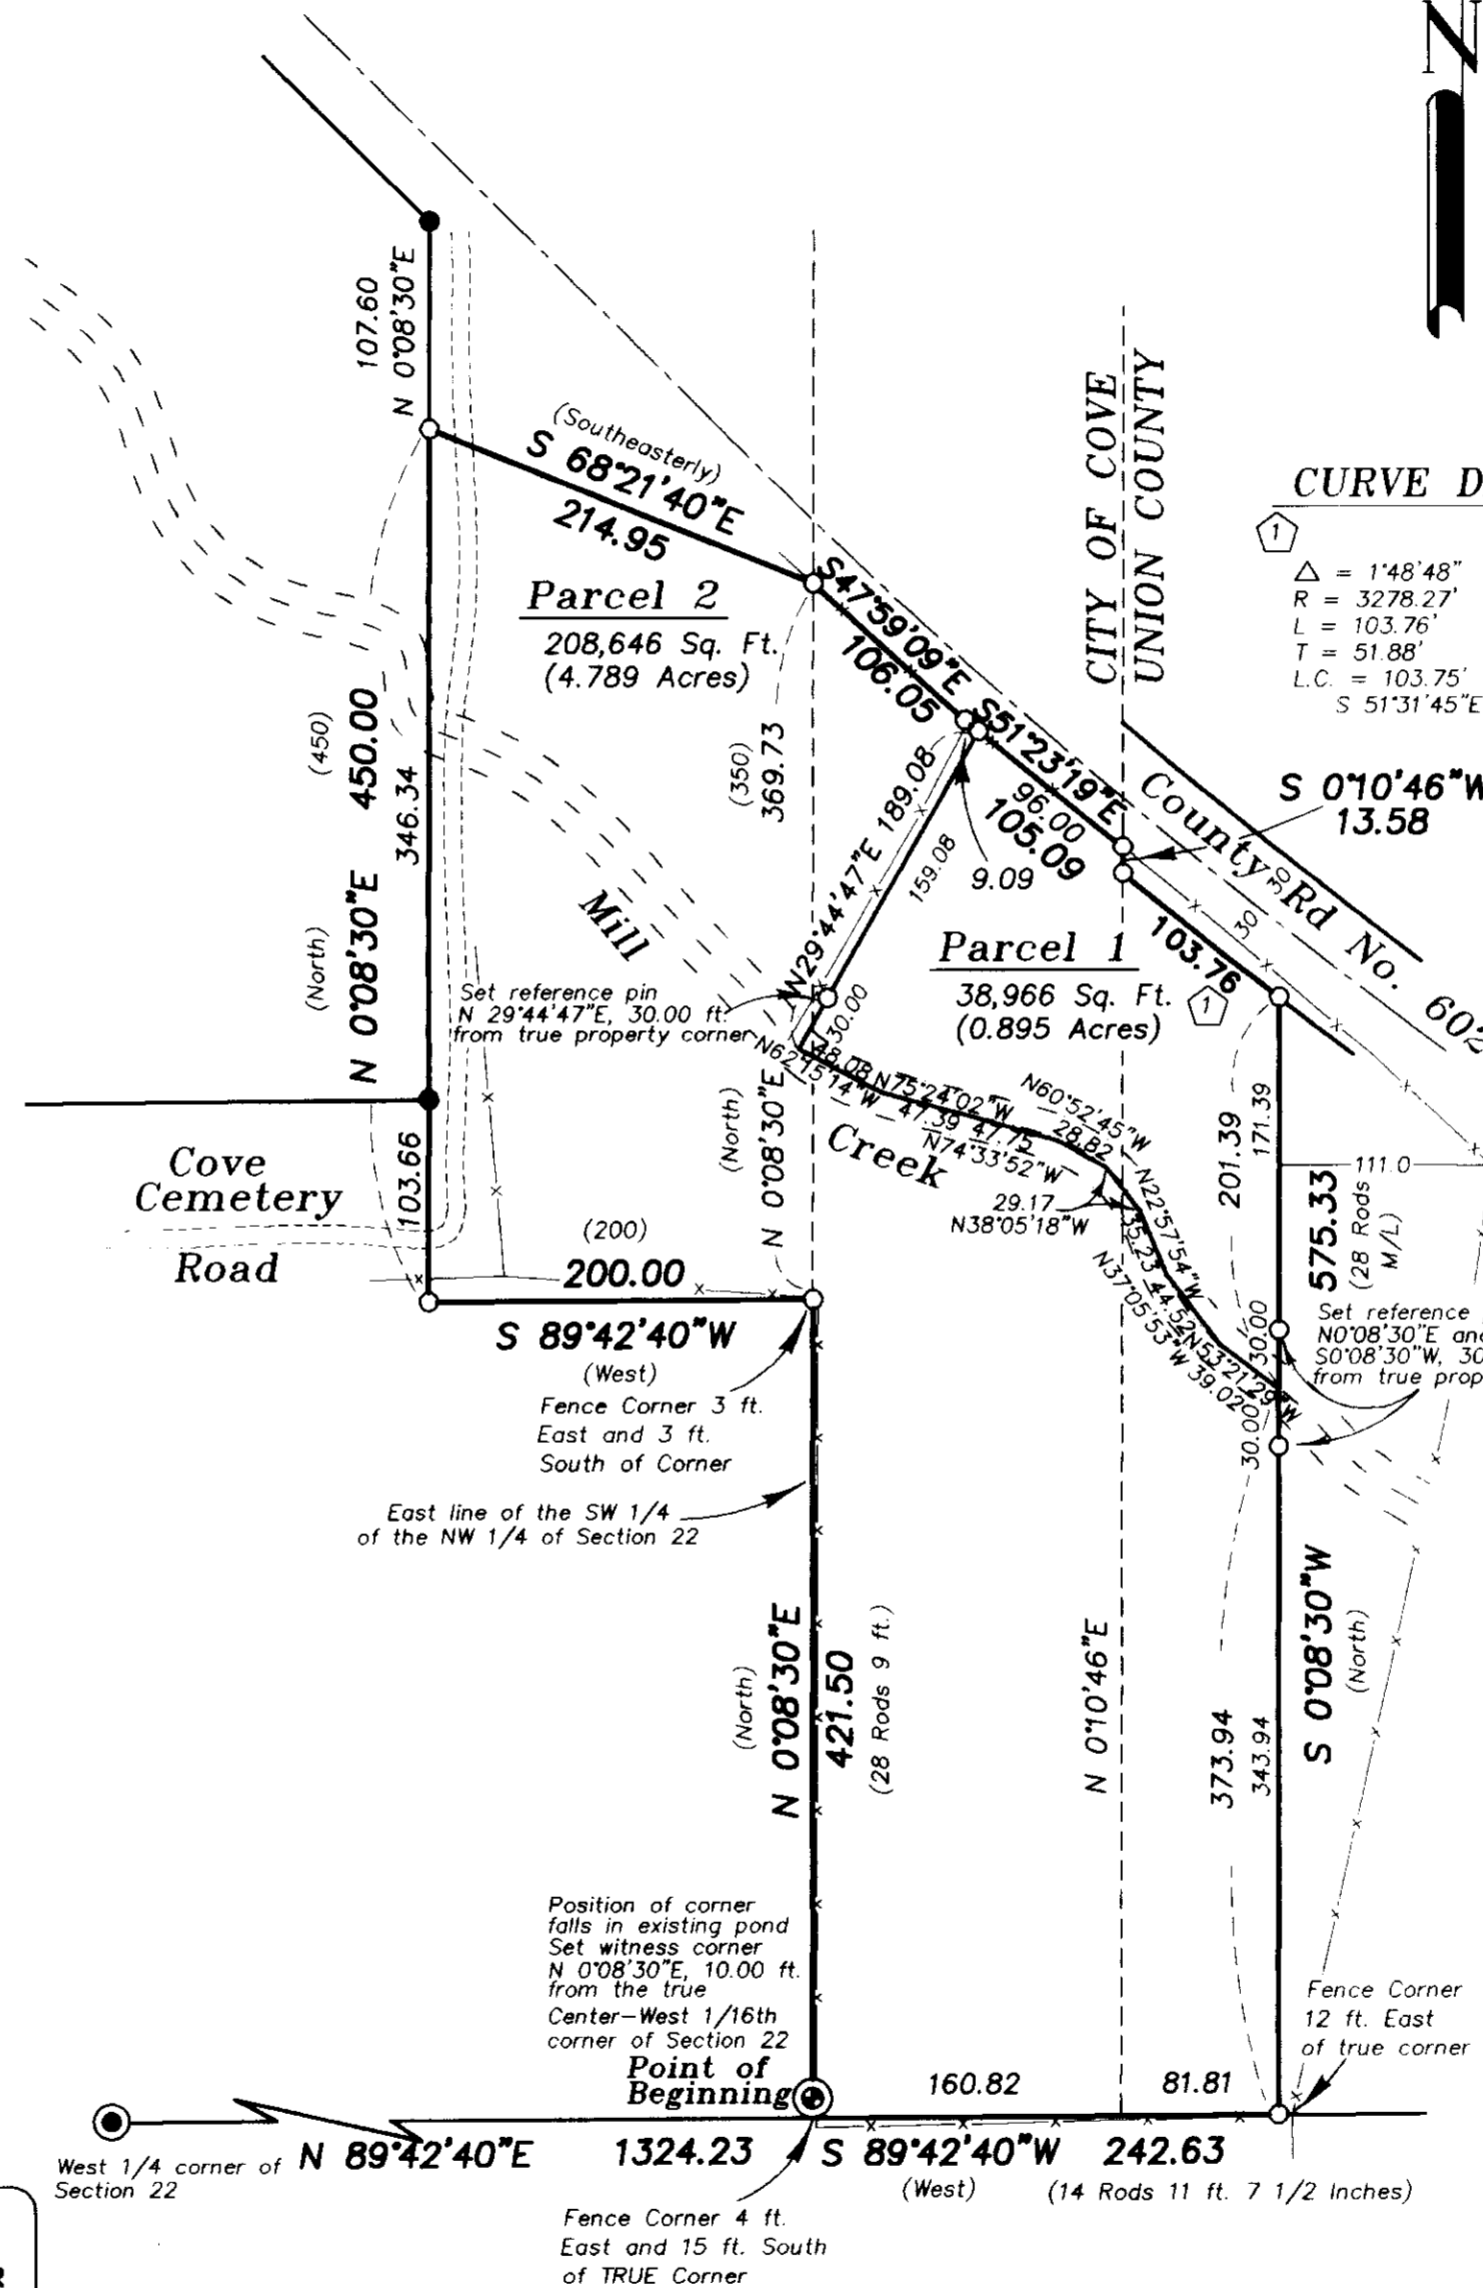 N
107.60
N 0°08'30"E
(Southeasterly)
S 68°21'40"E
214.95
CITY OF COVE
UNION COUNTY
CURVE D
1
Δ = 1°48'48"
R = 3278.27'
L = 103.76'
T = 51.88'
L.C. = 103.75'
S 51°31'45"E
Parcel 2
208,646 Sq. Ft.
(4.789 Acres)
S47°59'09"E
106.05
S51°23'19"E
96.00
105.09
9.09
S 0°10'46"W
13.58
County Rd No. 602
30
30
(450)
450.00
346.34
(North)
N 0°08'30"E
(350)
369.73
189.08
W29°44'47"E
159.08
30.00
Mill
Creek
Parcel 1
38,966 Sq. Ft.
(0.895 Acres)
1
103.76
Set reference pin
N 29°44'47"E, 30.00 ft.
from true property corner
N62°15'14"W
48.08
N75°24'02"W
47.39
47.75
N74°33'52"W
N60°52'45"W
28.82
29.17
N38°05'18"W
N22°57'54"W
35.23
44.52
N37°05'53"W
N53°21'29"W
39.02
201.39
171.39
111.0
575.33
(28 Rods
M/L)
Cove
Cemetery
Road
103.66
(North)
N 0°08'30"E
(200)
200.00
S 89°42'40"W
(West)
Fence Corner 3 ft.
East and 3 ft.
South of Corner
30.00
30.00
Set reference
N0°08'30"E an
S0°08'30"W, 30
from true prop
East line of the SW 1/4
of the NW 1/4 of Section 22
(North)
N 0°08'30"E
421.50
(28 Rods 9 ft.)
N 0°10'46"E
373.94
343.94
S 0°08'30"W
(North)
Position of corner
falls in existing pond
Set witness corner
N 0°08'30"E, 10.00 ft.
from the true
Center-West 1/16th
corner of Section 22
Point of
Beginning
Fence Corner
12 ft. East
of true corner
160.82
81.81
West 1/4 corner of
Section 22
N 89°42'40"E
1324.23
S 89°42'40"W
242.63
(West)
(14 Rods 11 ft. 7 1/2 Inches)
Fence Corner 4 ft.
East and 15 ft. South
of TRUE Corner